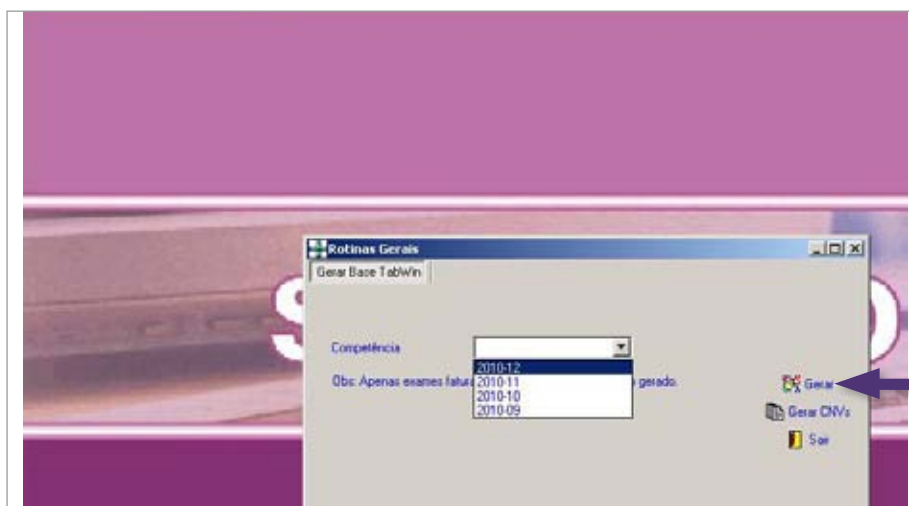 Rotinas Gerais
Gerar Base TabWin
Competência
2010-12
Obs: Apenas exames fatu
2010-11
gerado.
2010-10
2010-09
Gerar
Gerar CNVs
Sair
S
O